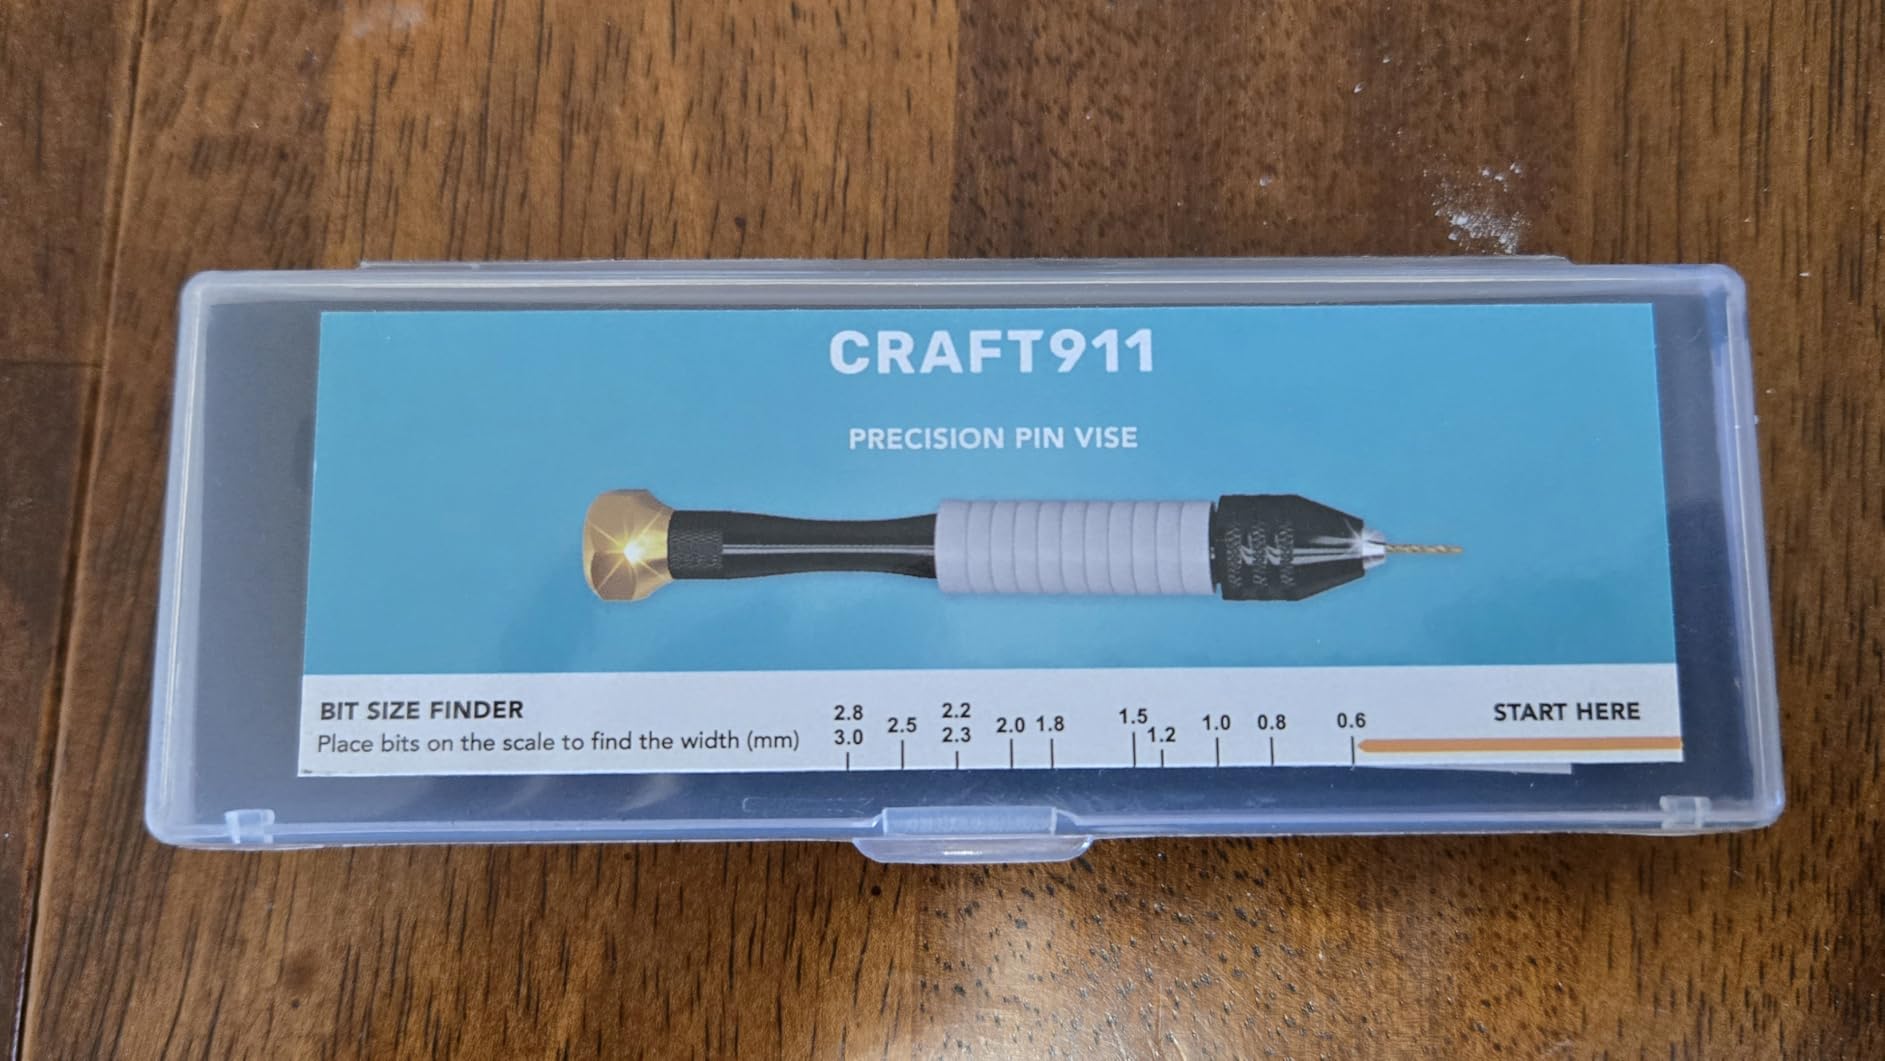 CRAFT911
PRECISION PIN VISE
BIT SIZE FINDER
Place bits on the scale to find the width (mm)
2.8 2.5 2.2 2.0 1.8 1.5 1.2 1.0 0.8 0.6
3.0 2.3
START HERE